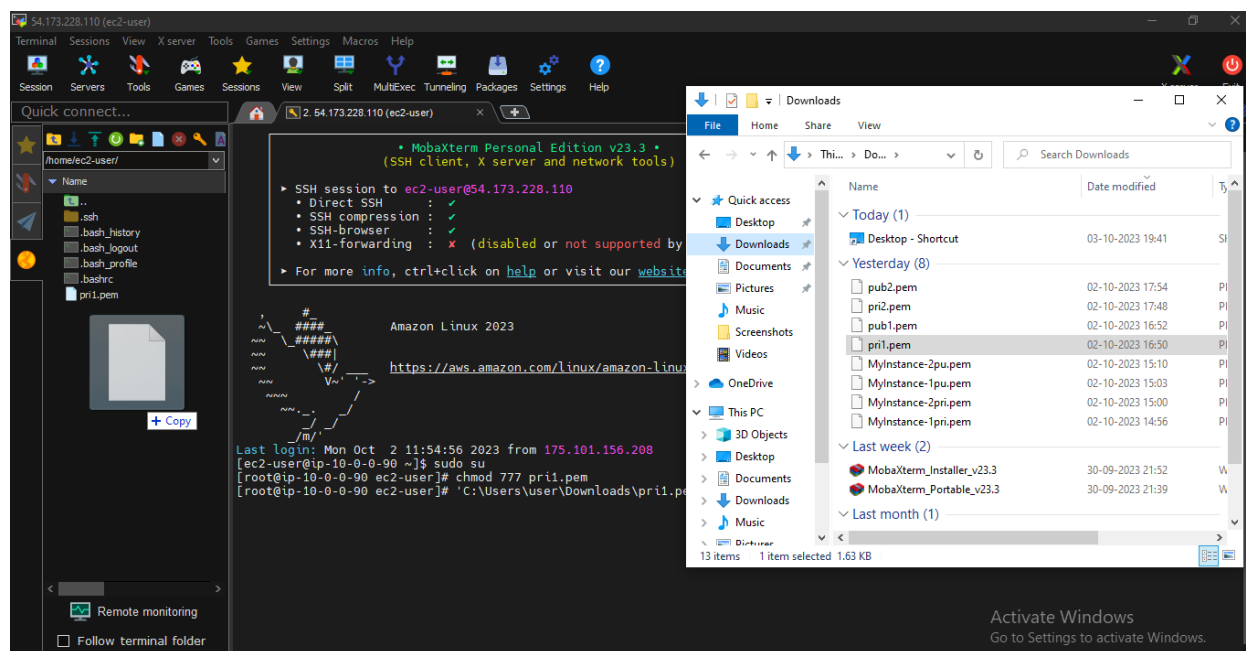 54.173.228.110 (ec2-user)
Terminal Sessions View X server Tools Games Settings Macros Help
Session Servers Tools Games Sessions View Split MultiExec Tunneling Packages Settings Help
Quick connect...
2. 54.173.228.110 (ec2-user)
/home/ec2-user/
Name
..
.ssh
.bash_history
.bash_logout
.bash_profile
.bashrc
pri1.pem
+ Copy
Remote monitoring
Follow terminal folder
• MobaXterm Personal Edition v23.3 •
(SSH client, X server and network tools)
► SSH session to ec2-user@54.173.228.110
• Direct SSH : ✔
• SSH compression : ✔
• SSH-browser : ✔
• X11-forwarding : ✘ (disabled or not supported by
► For more info, ctrl+click on help or visit our website
, #_
~\_ ####_ Amazon Linux 2023
~~ \_#####\
~~ \###|
~~ \#/ ___ https://aws.amazon.com/linux/amazon-linux
~~ V~' '->
~~~ /
~~._. _/
_/ _/
_/m/'
Last login: Mon Oct 2 11:54:56 2023 from 175.101.156.208
[ec2-user@ip-10-0-0-90 ~]$ sudo su
[root@ip-10-0-0-90 ec2-user]# chmod 777 pri1.pem
[root@ip-10-0-0-90 ec2-user]# 'C:\Users\user\Downloads\pri1.pe
Downloads
File Home Share View
Thi... › Do... ›
Search Downloads
Quick access
Desktop
Downloads
Documents
Pictures
Music
Screenshots
Videos
OneDrive
This PC
3D Objects
Desktop
Documents
Downloads
Music
Pictures
Name Date modified Ty
Today (1)
Desktop - Shortcut 03-10-2023 19:41 Sh
Yesterday (8)
pub2.pem 02-10-2023 17:54
pri2.pem 02-10-2023 17:48
pub1.pem 02-10-2023 16:52
pri1.pem 02-10-2023 16:50
MyInstance-2pu.pem 02-10-2023 15:10
MyInstance-1pu.pem 02-10-2023 15:03
MyInstance-2pri.pem 02-10-2023 15:00
MyInstance-1pri.pem 02-10-2023 14:56
Last week (2)
MobaXterm_Installer_v23.3 30-09-2023 21:52
MobaXterm_Portable_v23.3 30-09-2023 21:39
Last month (1)
13 items 1 item selected 1.63 KB
Activate Windows
Go to Settings to activate Windows.